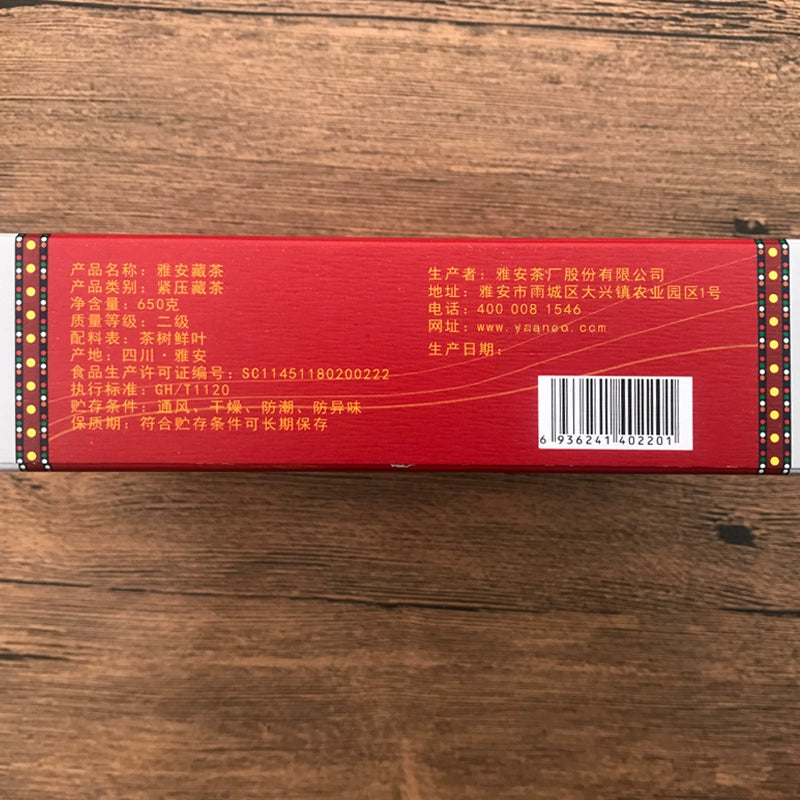 产品名称：雅安藏茶
产品类别：紧压藏茶
净含量：650克
质量等级：二级
配料表：茶树鲜叶
产地：四川·雅安
食品生产许可证编号：SC11451180200222
执行标准：GH/T1120
贮存条件：通风、干燥、防潮、防异味
保质期：符合贮存条件可长期保存
生产者：雅安茶厂股份有限公司
地址：雅安市雨城区大兴镇农业园区1号
电话：400 008 1546
网址：
生产日期：
6 936241 402201